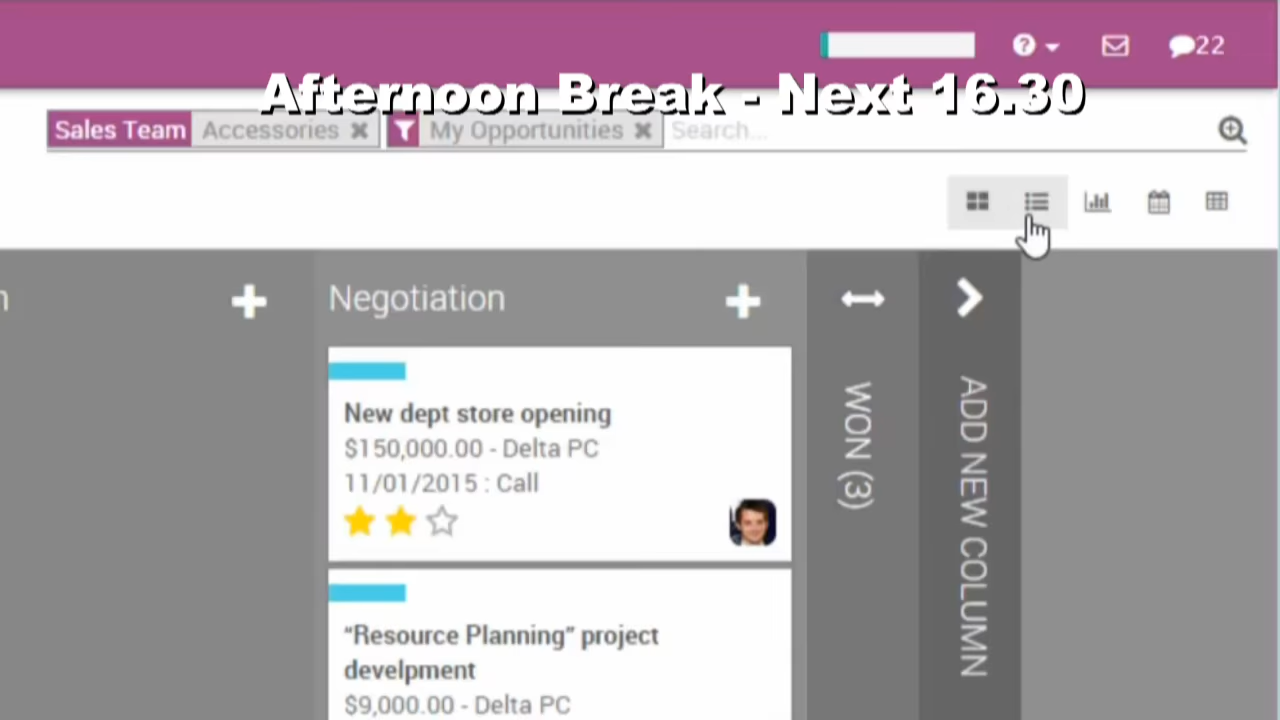 22
Afternoon Break - Next 16.30
Sales Team Accessories My Opportunities Search...
Negotiation
New dept store opening
$150,000.00 - Delta PC
11/01/2015 : Call
“Resource Planning” project
develpment
$9,000.00 - Delta PC
WON (3)
ADD NEW COLUMN